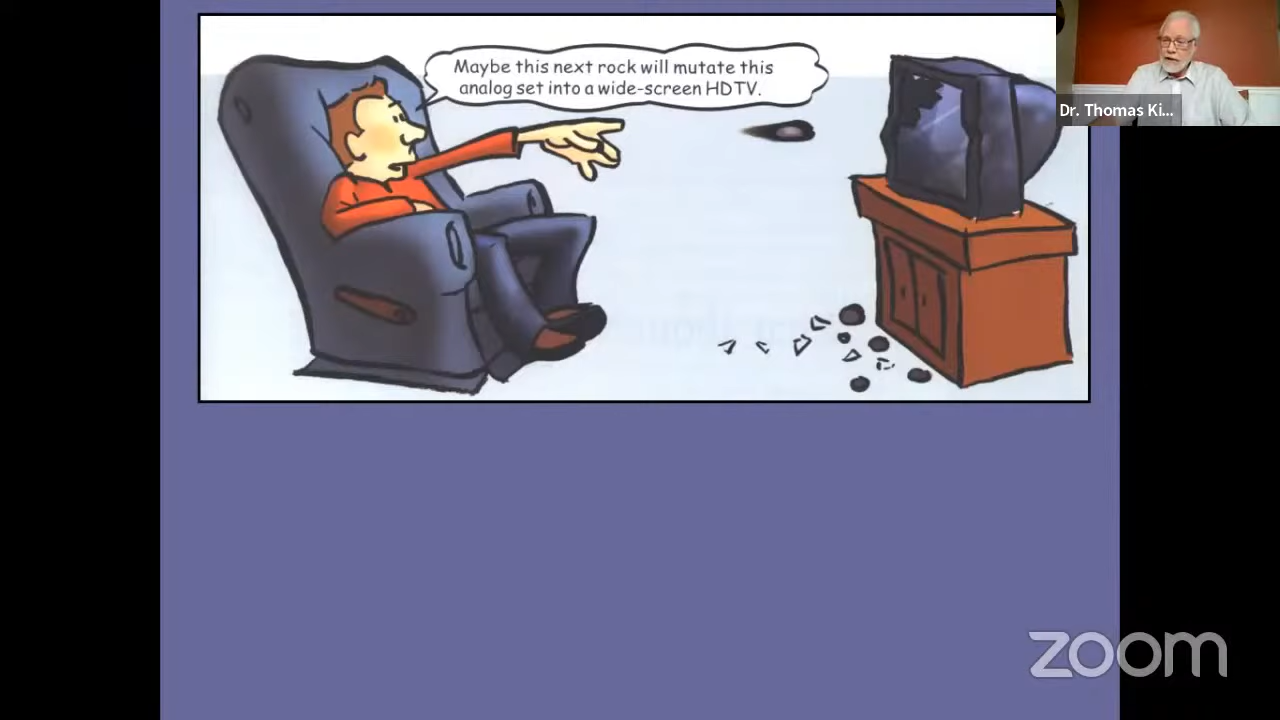 Maybe this next rock will mutate this
analog set into a wide-screen HDTV.
Dr. Thomas Ki...
zoom